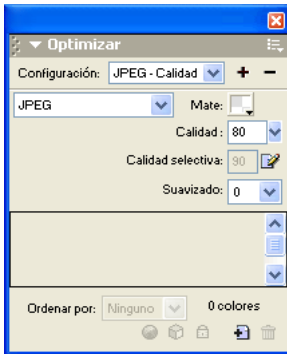 Optimizar
Configuración: JPEG - Calidad
JPEG Mate:
Calidad: 80
Calidad selectiva: 90
Suavizado: 0
Ordenar por: Ninguno 0 colores